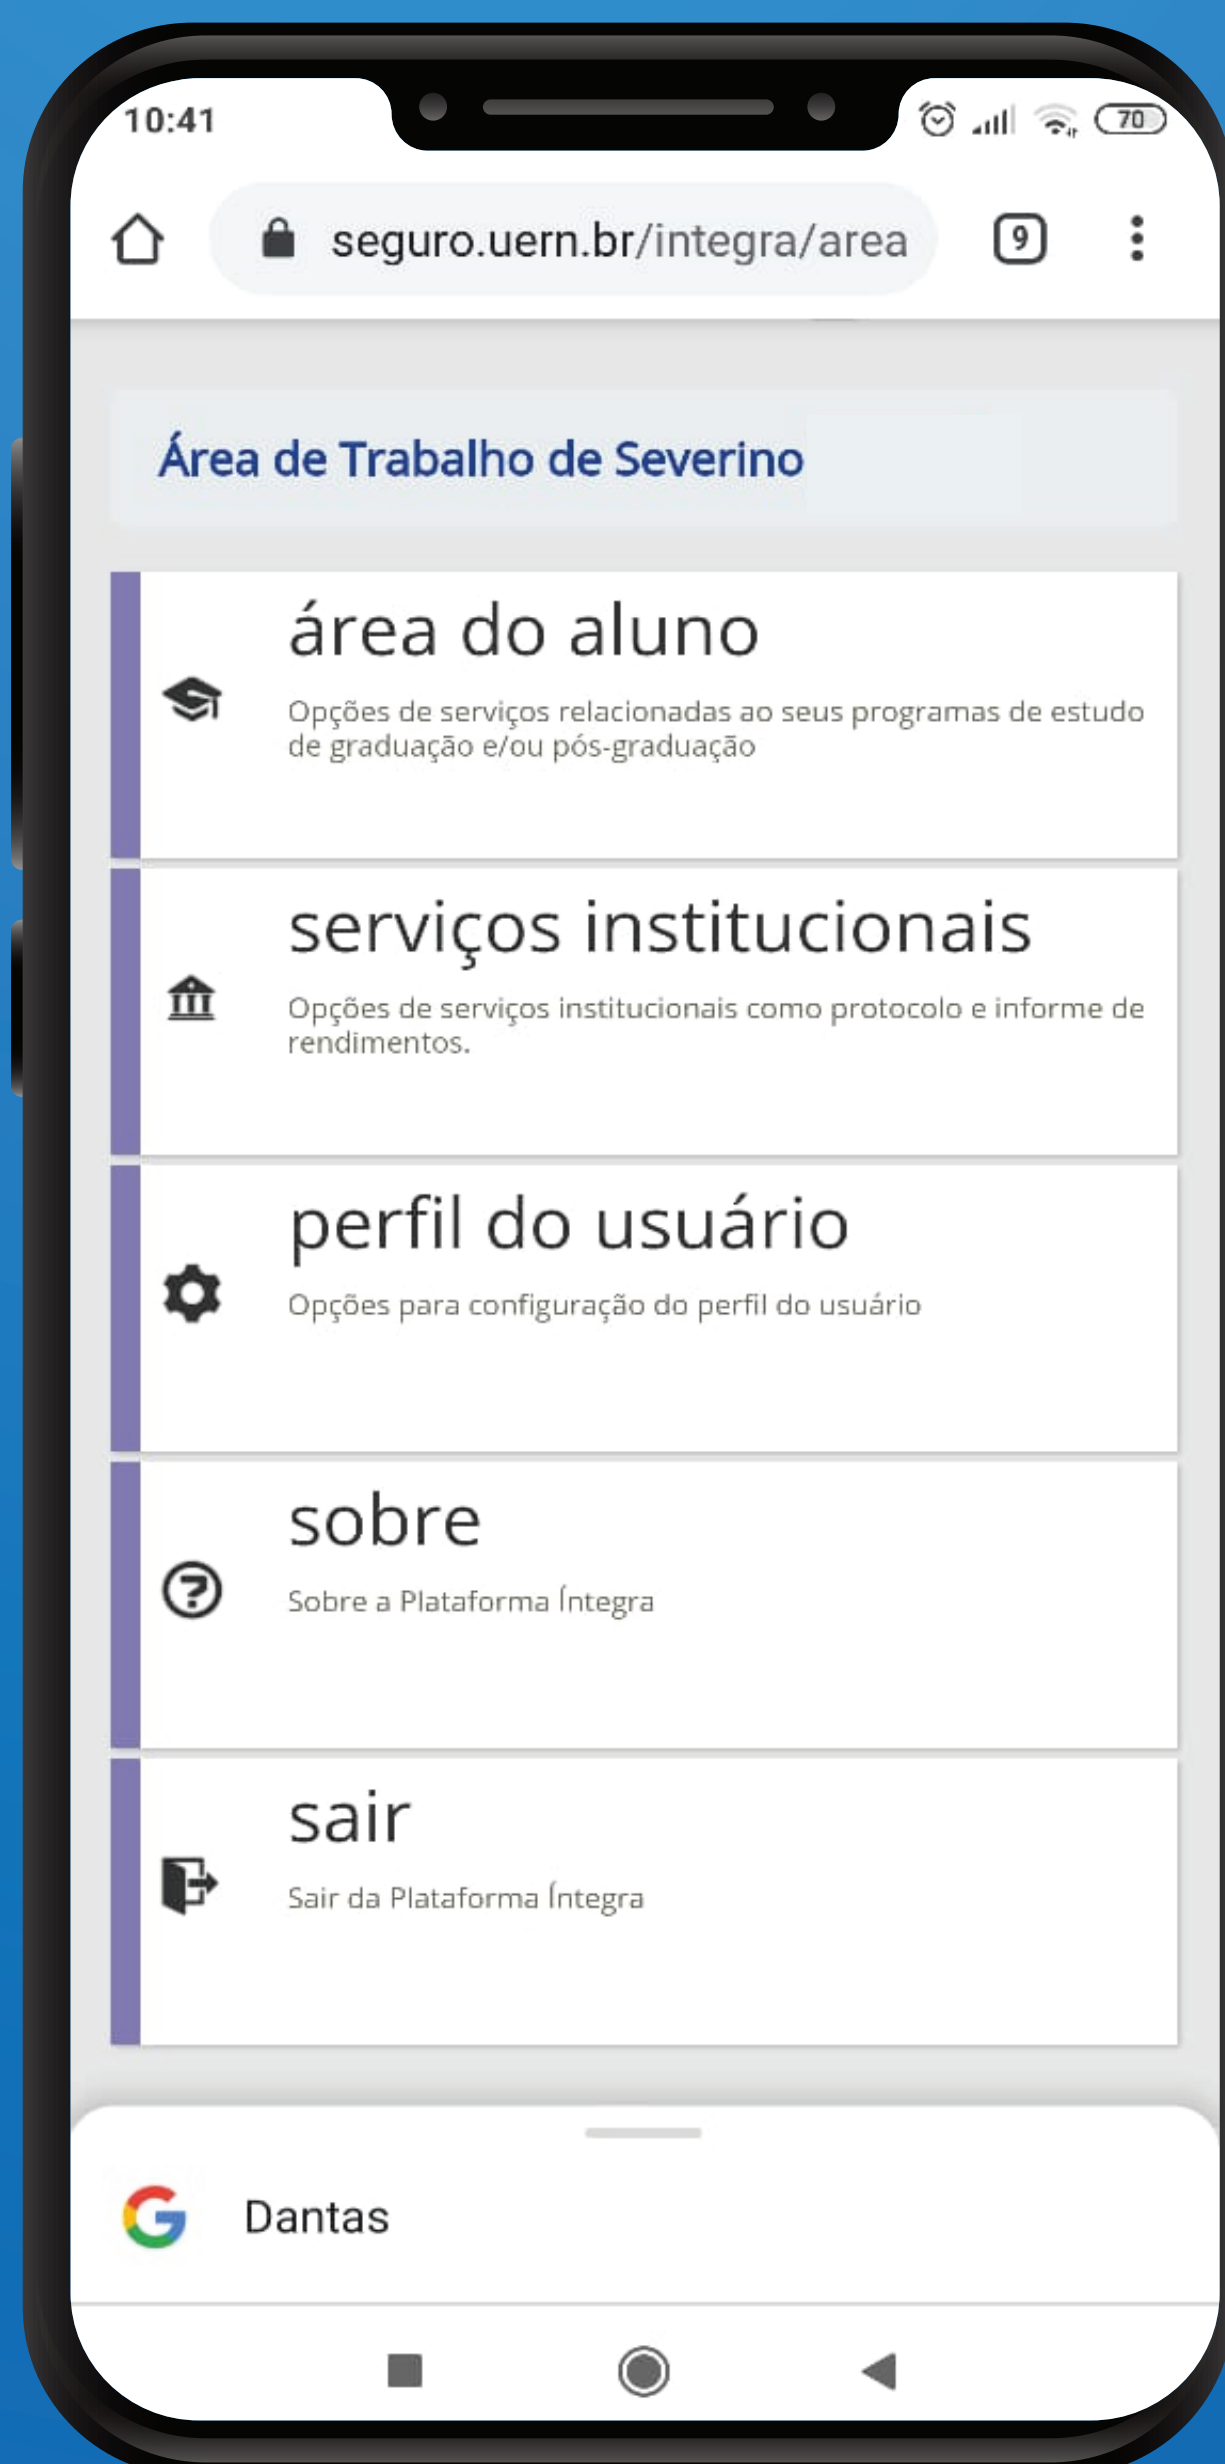 10:41
70
seguro.uern.br/integra/area
9
Área de Trabalho de Severino
área do aluno
Opções de serviços relacionadas ao seus programas de estudo
de graduação e/ou pós-graduação
serviços institucionais
Opções de serviços institucionais como protocolo e informe de
rendimentos.
perfil do usuário
Opções para configuração do perfil do usuário
sobre
Sobre a Plataforma Íntegra
sair
Sair da Plataforma Íntegra
Dantas